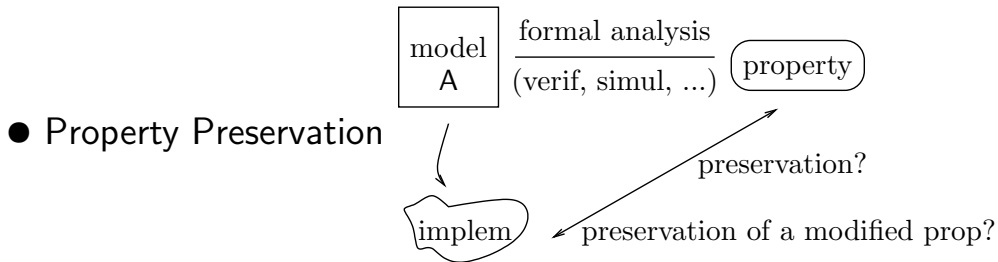 formal analysis
model
A
(verif, simul, ...)
property
● Property Preservation
preservation?
implem
preservation of a modified prop?